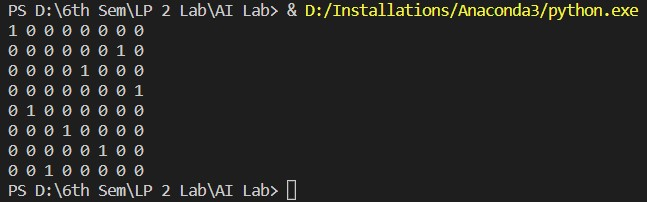 PS D:\6th Sem\LP 2 Lab\AI Lab> & D:/Installations/Anaconda3/python.exe
1 0 0 0 0 0 0 0
0 0 0 0 0 0 1 0
0 0 0 0 1 0 0 0
0 0 0 0 0 0 0 1
0 1 0 0 0 0 0 0
0 0 0 1 0 0 0 0
0 0 0 0 0 1 0 0
0 0 1 0 0 0 0 0
PS D:\6th Sem\LP 2 Lab\AI Lab>